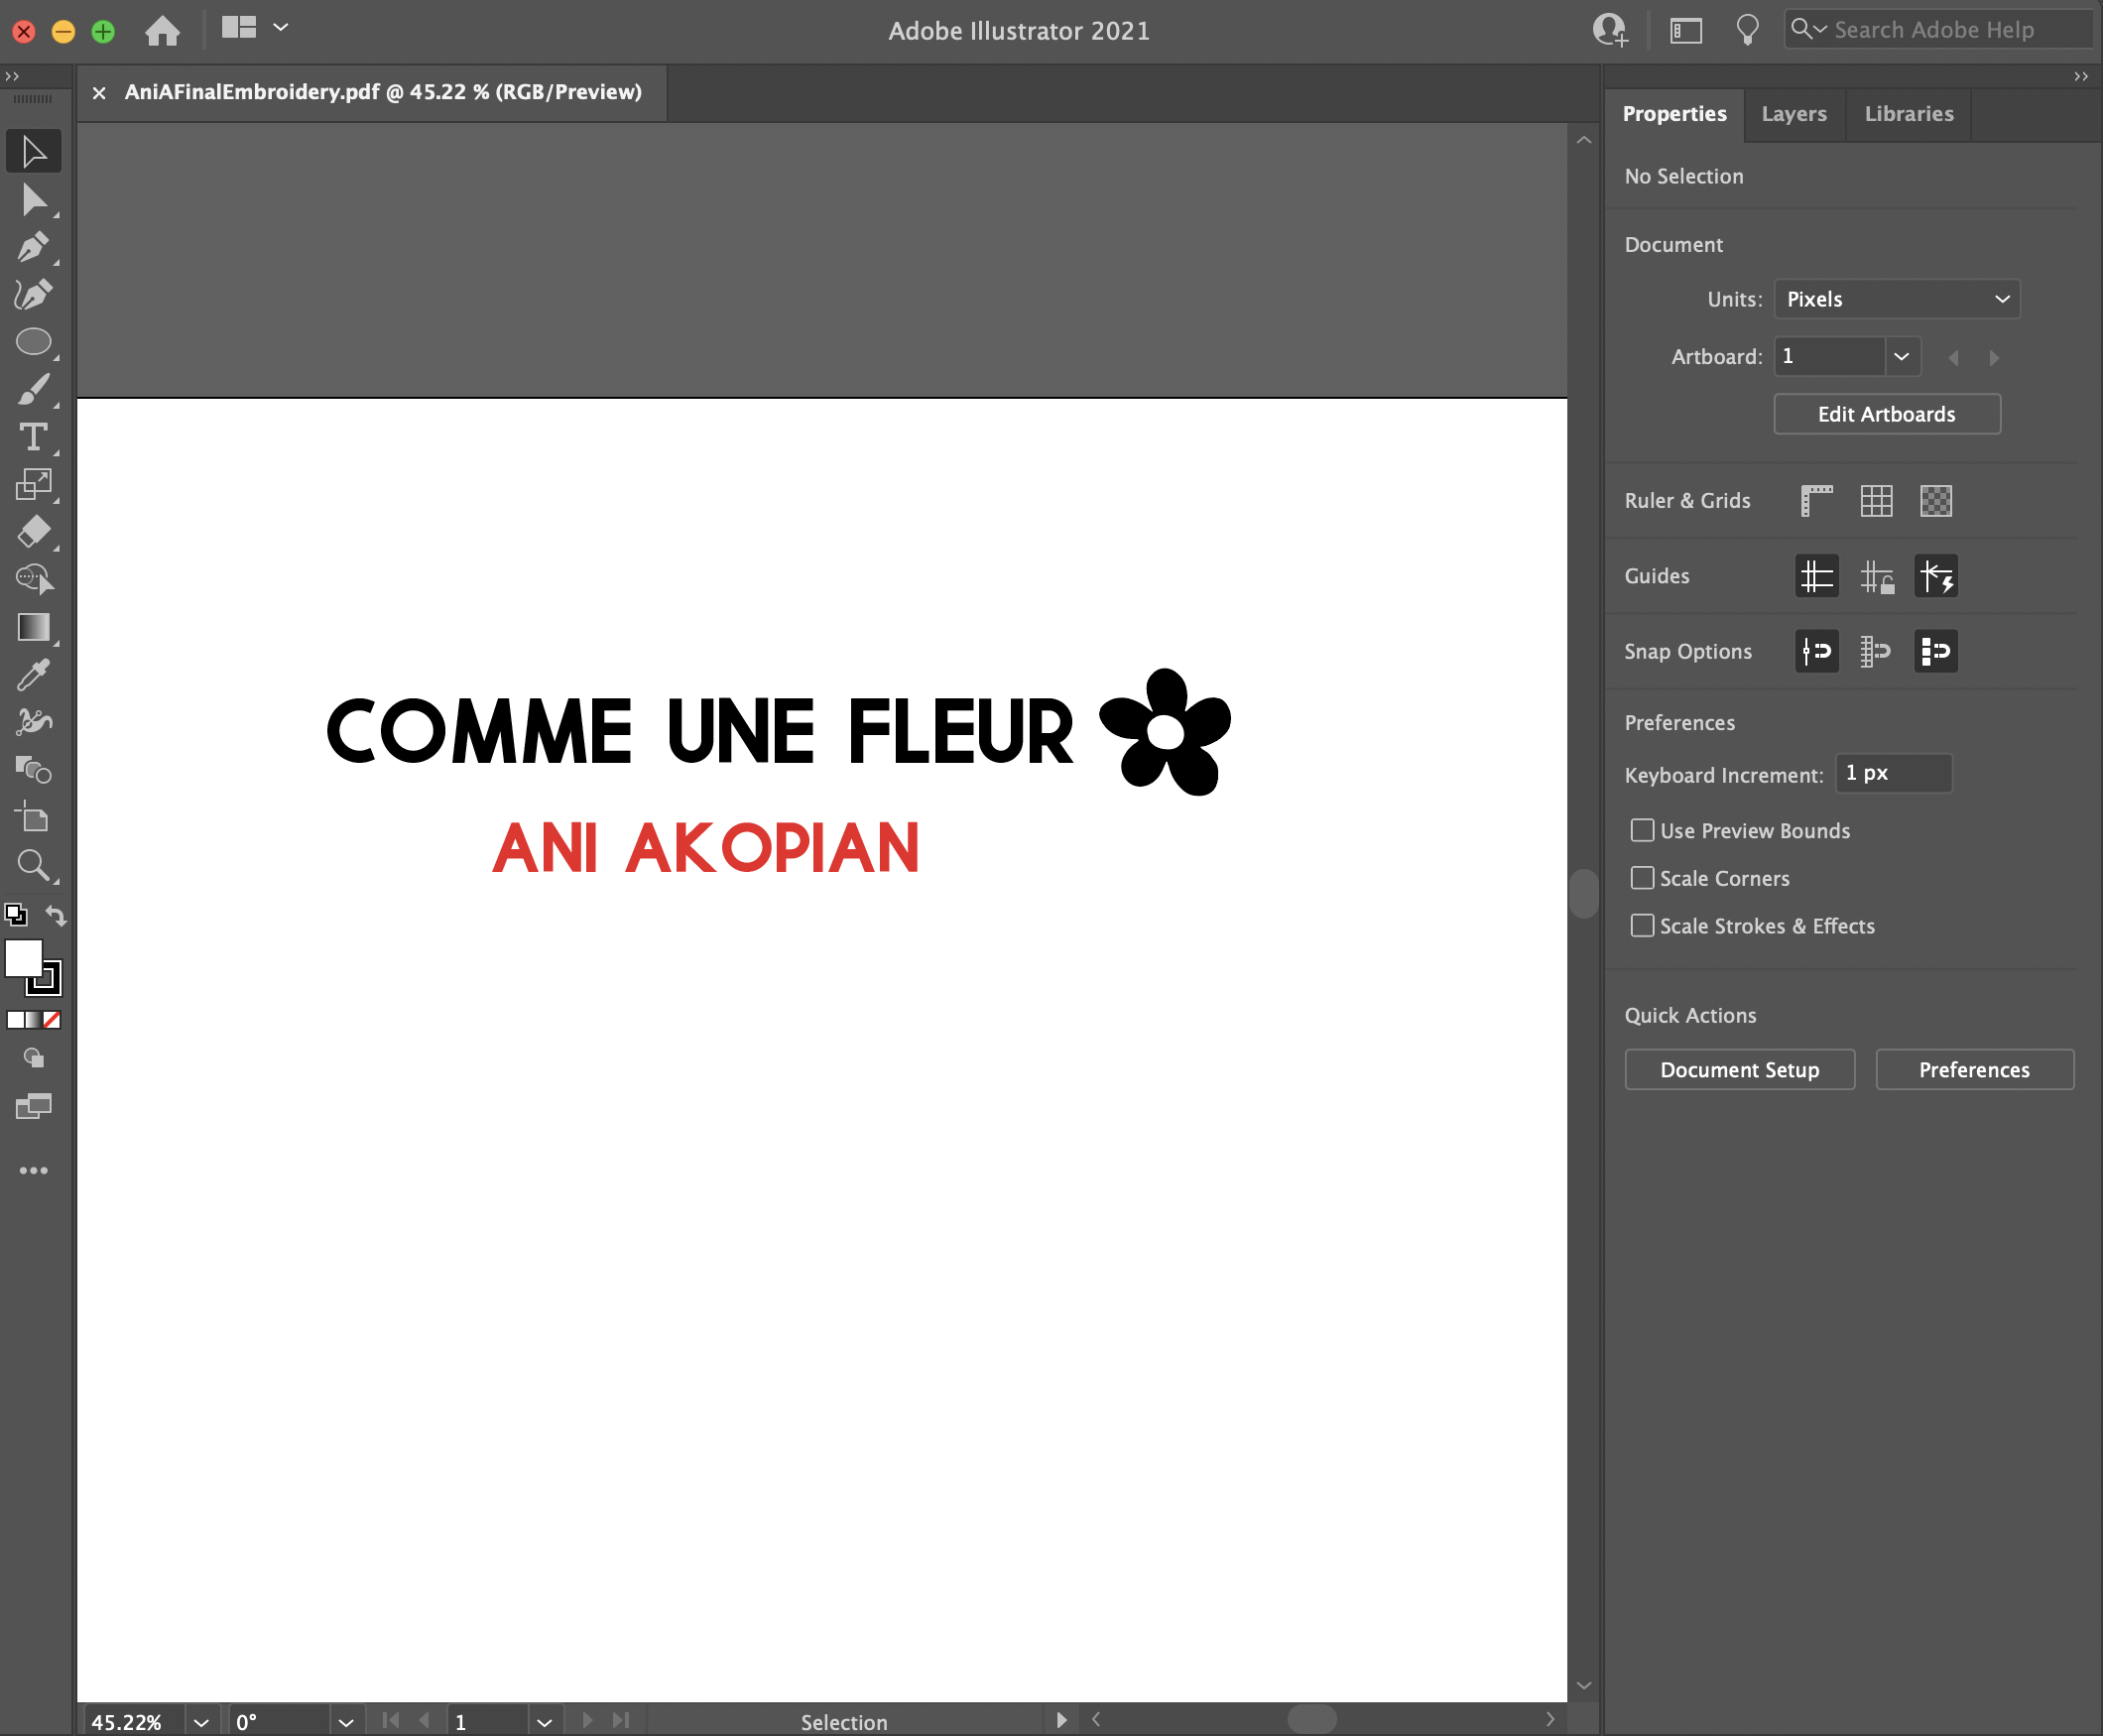 Adobe Illustrator 2021
Search Adobe Help
AniAFinalEmbroidery.pdf @ 45.22 % (RGB/Preview)
Properties Layers Libraries
No Selection
Document
Units: Pixels
Artboard: 1
Edit Artboards
Ruler & Grids
Guides
Snap Options
Preferences
Keyboard Increment: 1 px
Use Preview Bounds
Scale Corners
Scale Strokes & Effects
Quick Actions
Document Setup Preferences
COMME UNE FLEUR
ANI AKOPIAN
45.22% 0° 1 Selection